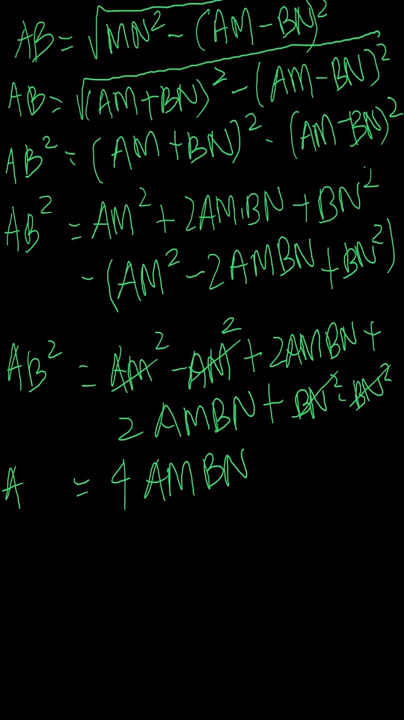 AB = √MN² - (AM - BN)²
AB = √(AM + BN)² - (AM - BN)²
AB² = (AM + BN)² - (AM - BN)²
AB² = AM² + 2AM.BN + BN²
- (AM² - 2AMBN + BN²)
AB² = AM² - AM² + 2AMBN +
2AMBN + BN² - BN²
A = 4AMBN